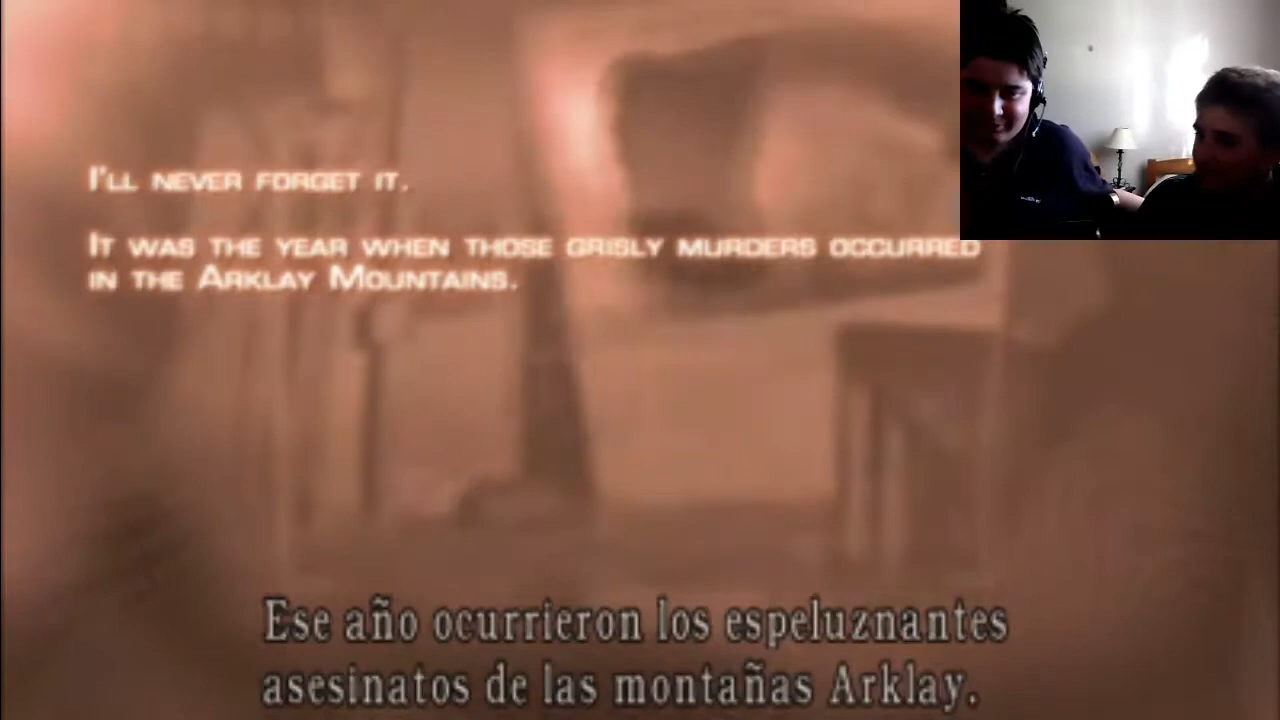 I'LL NEVER FORGET IT.
IT WAS THE YEAR WHEN THOSE GRISLY MURDERS OCCURRED
IN THE ARKLAY MOUNTAINS.
Ese año ocurrieron los espeluznantes
asesinatos de las montañas Arklay.